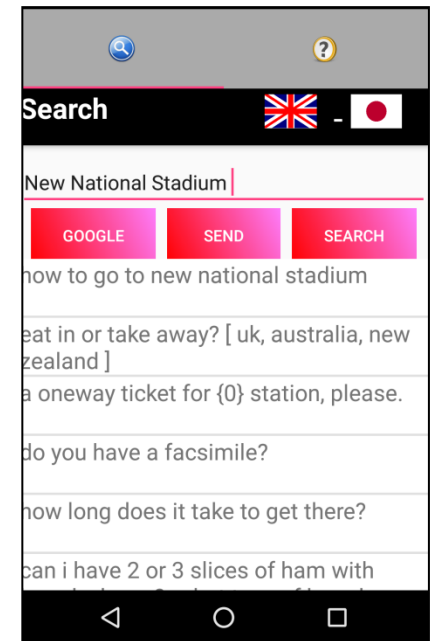 Search
-
New National Stadium
GOOGLE SEND SEARCH
how to go to new national stadium
eat in or take away? [ uk, australia, new
zealand ]
a oneway ticket for {0} station, please.
do you have a facsimile?
how long does it take to get there?
can i have 2 or 3 slices of ham with